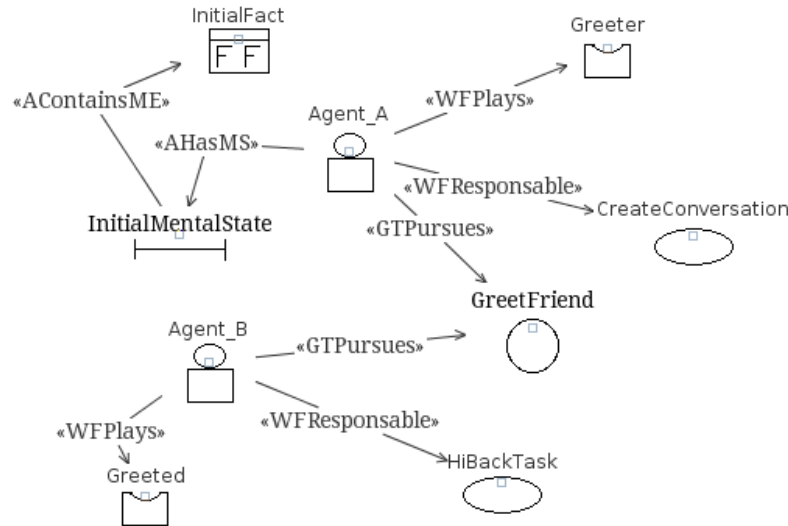 InitialFact
F F
Greeter
«AContainsME»
«WFPlays»
Agent_A
«AHasMS»
«WFResponsable»
CreateConversation
InitialMentalState
«GTPursues»
GreetFriend
Agent_B
«GTPursues»
«WFResponsable»
«WFPlays»
HiBackTask
Greeted